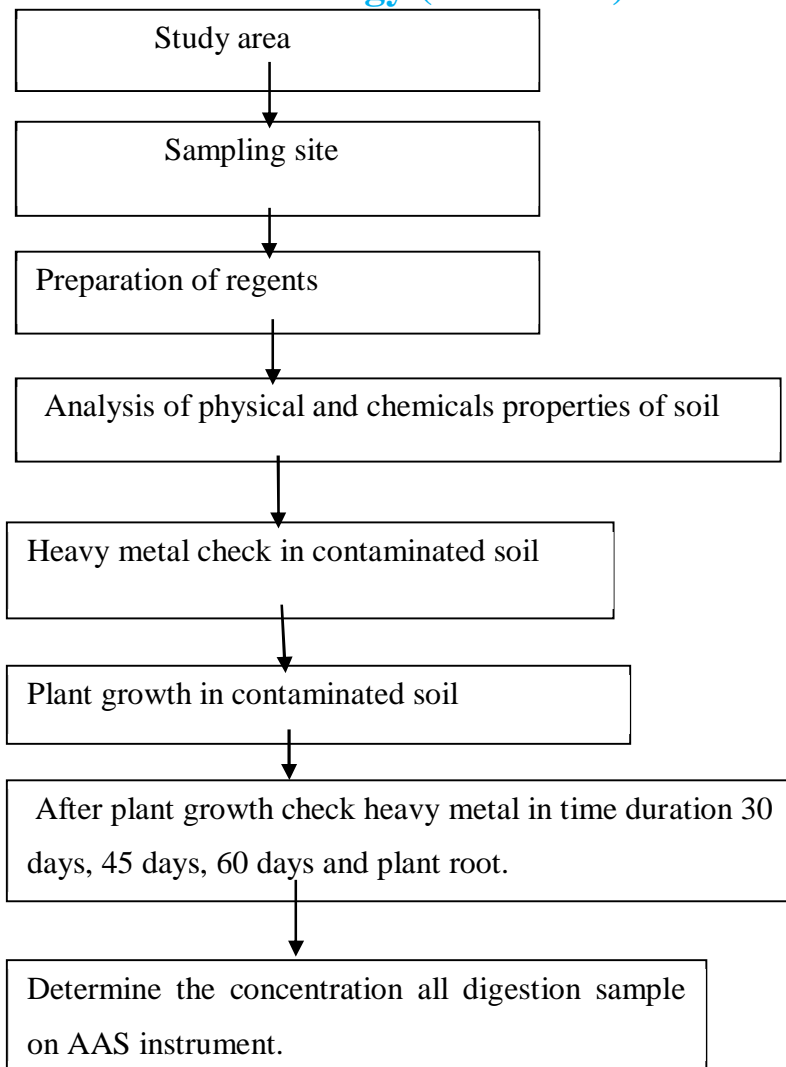 Study area
Sampling site
Preparation of regents
Analysis of physical and chemicals properties of soil
Heavy metal check in contaminated soil
Plant growth in contaminated soil
After plant growth check heavy metal in time duration 30
days, 45 days, 60 days and plant root.
Determine the concentration all digestion sample
on AAS instrument.